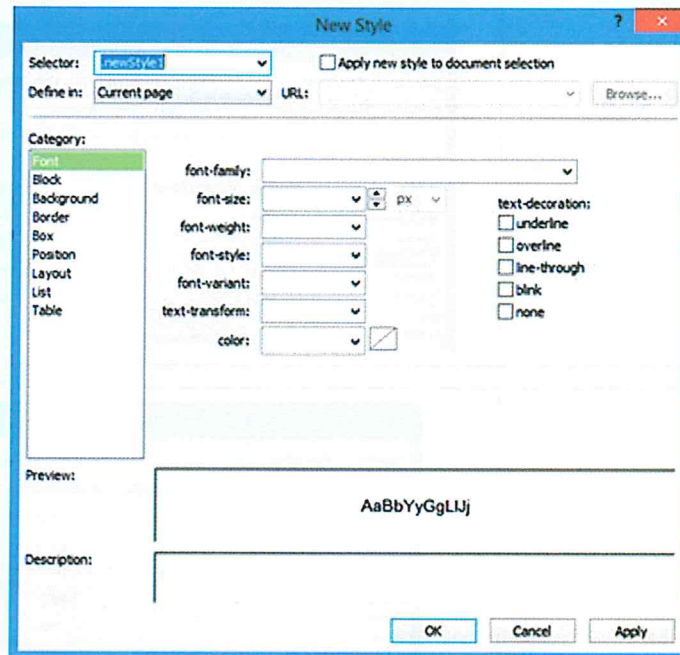 New Style ?
Selector: .newStyle1 Apply new style to document selection
Define in: Current page URL: Browse...
Category:
Font
Block
Background
Border
Box
Position
Layout
List
Table
font-family:
font-size: px
font-weight:
font-style:
font-variant:
text-transform:
color:
text-decoration:
underline
overline
line-through
blink
none
Preview:
AaBbYyGgLlJj
Description:
OK Cancel Apply